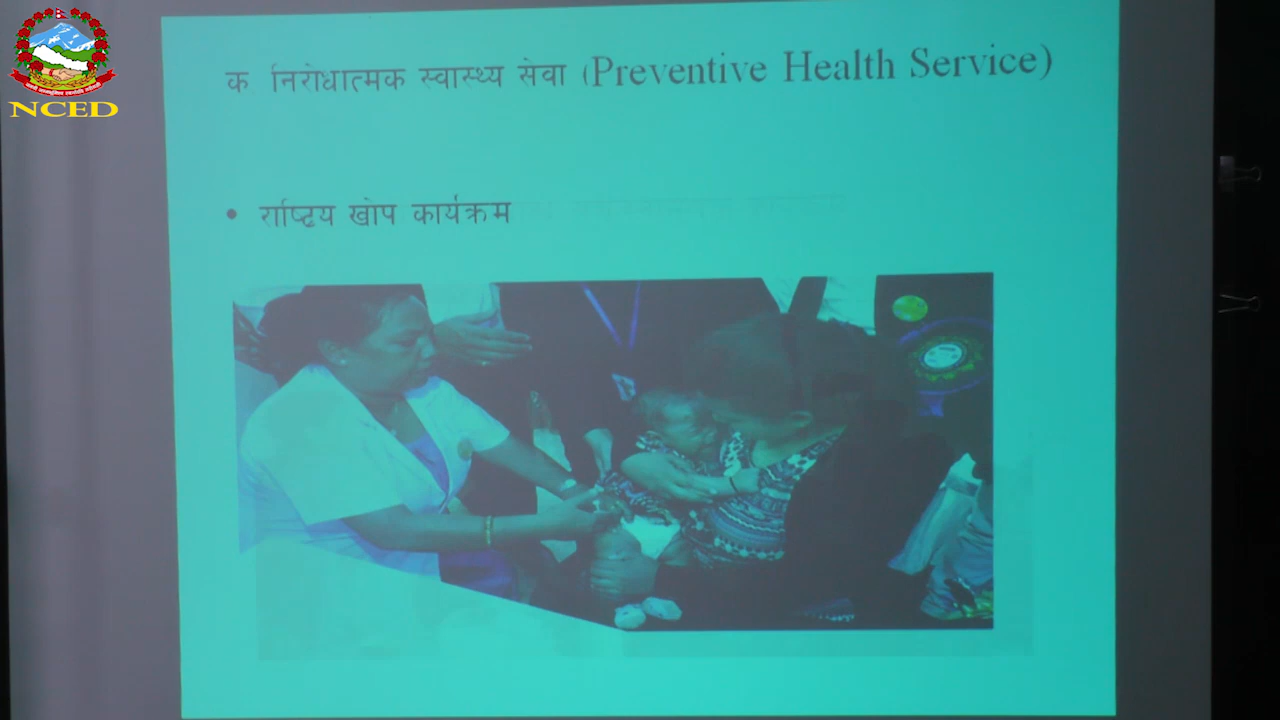 NCED
क निरोधात्मक स्वास्थ्य सेवा (Preventive Health Service)
• राष्ट्रिय खोप कार्यक्रम